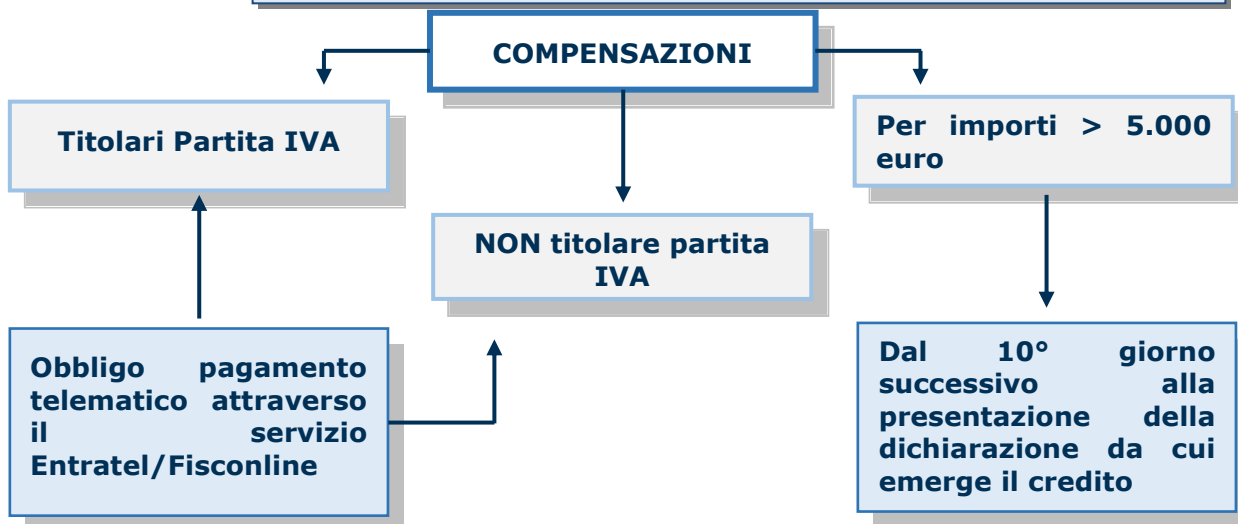 COMPENSAZIONI
Titolari Partita IVA
Per importi > 5.000
euro
NON titolare partita
IVA
Obbligo pagamento
telematico attraverso
il servizio
Entratel/Fisconline
Dal 10° giorno
successivo alla
presentazione della
dichiarazione da cui
emerge il credito